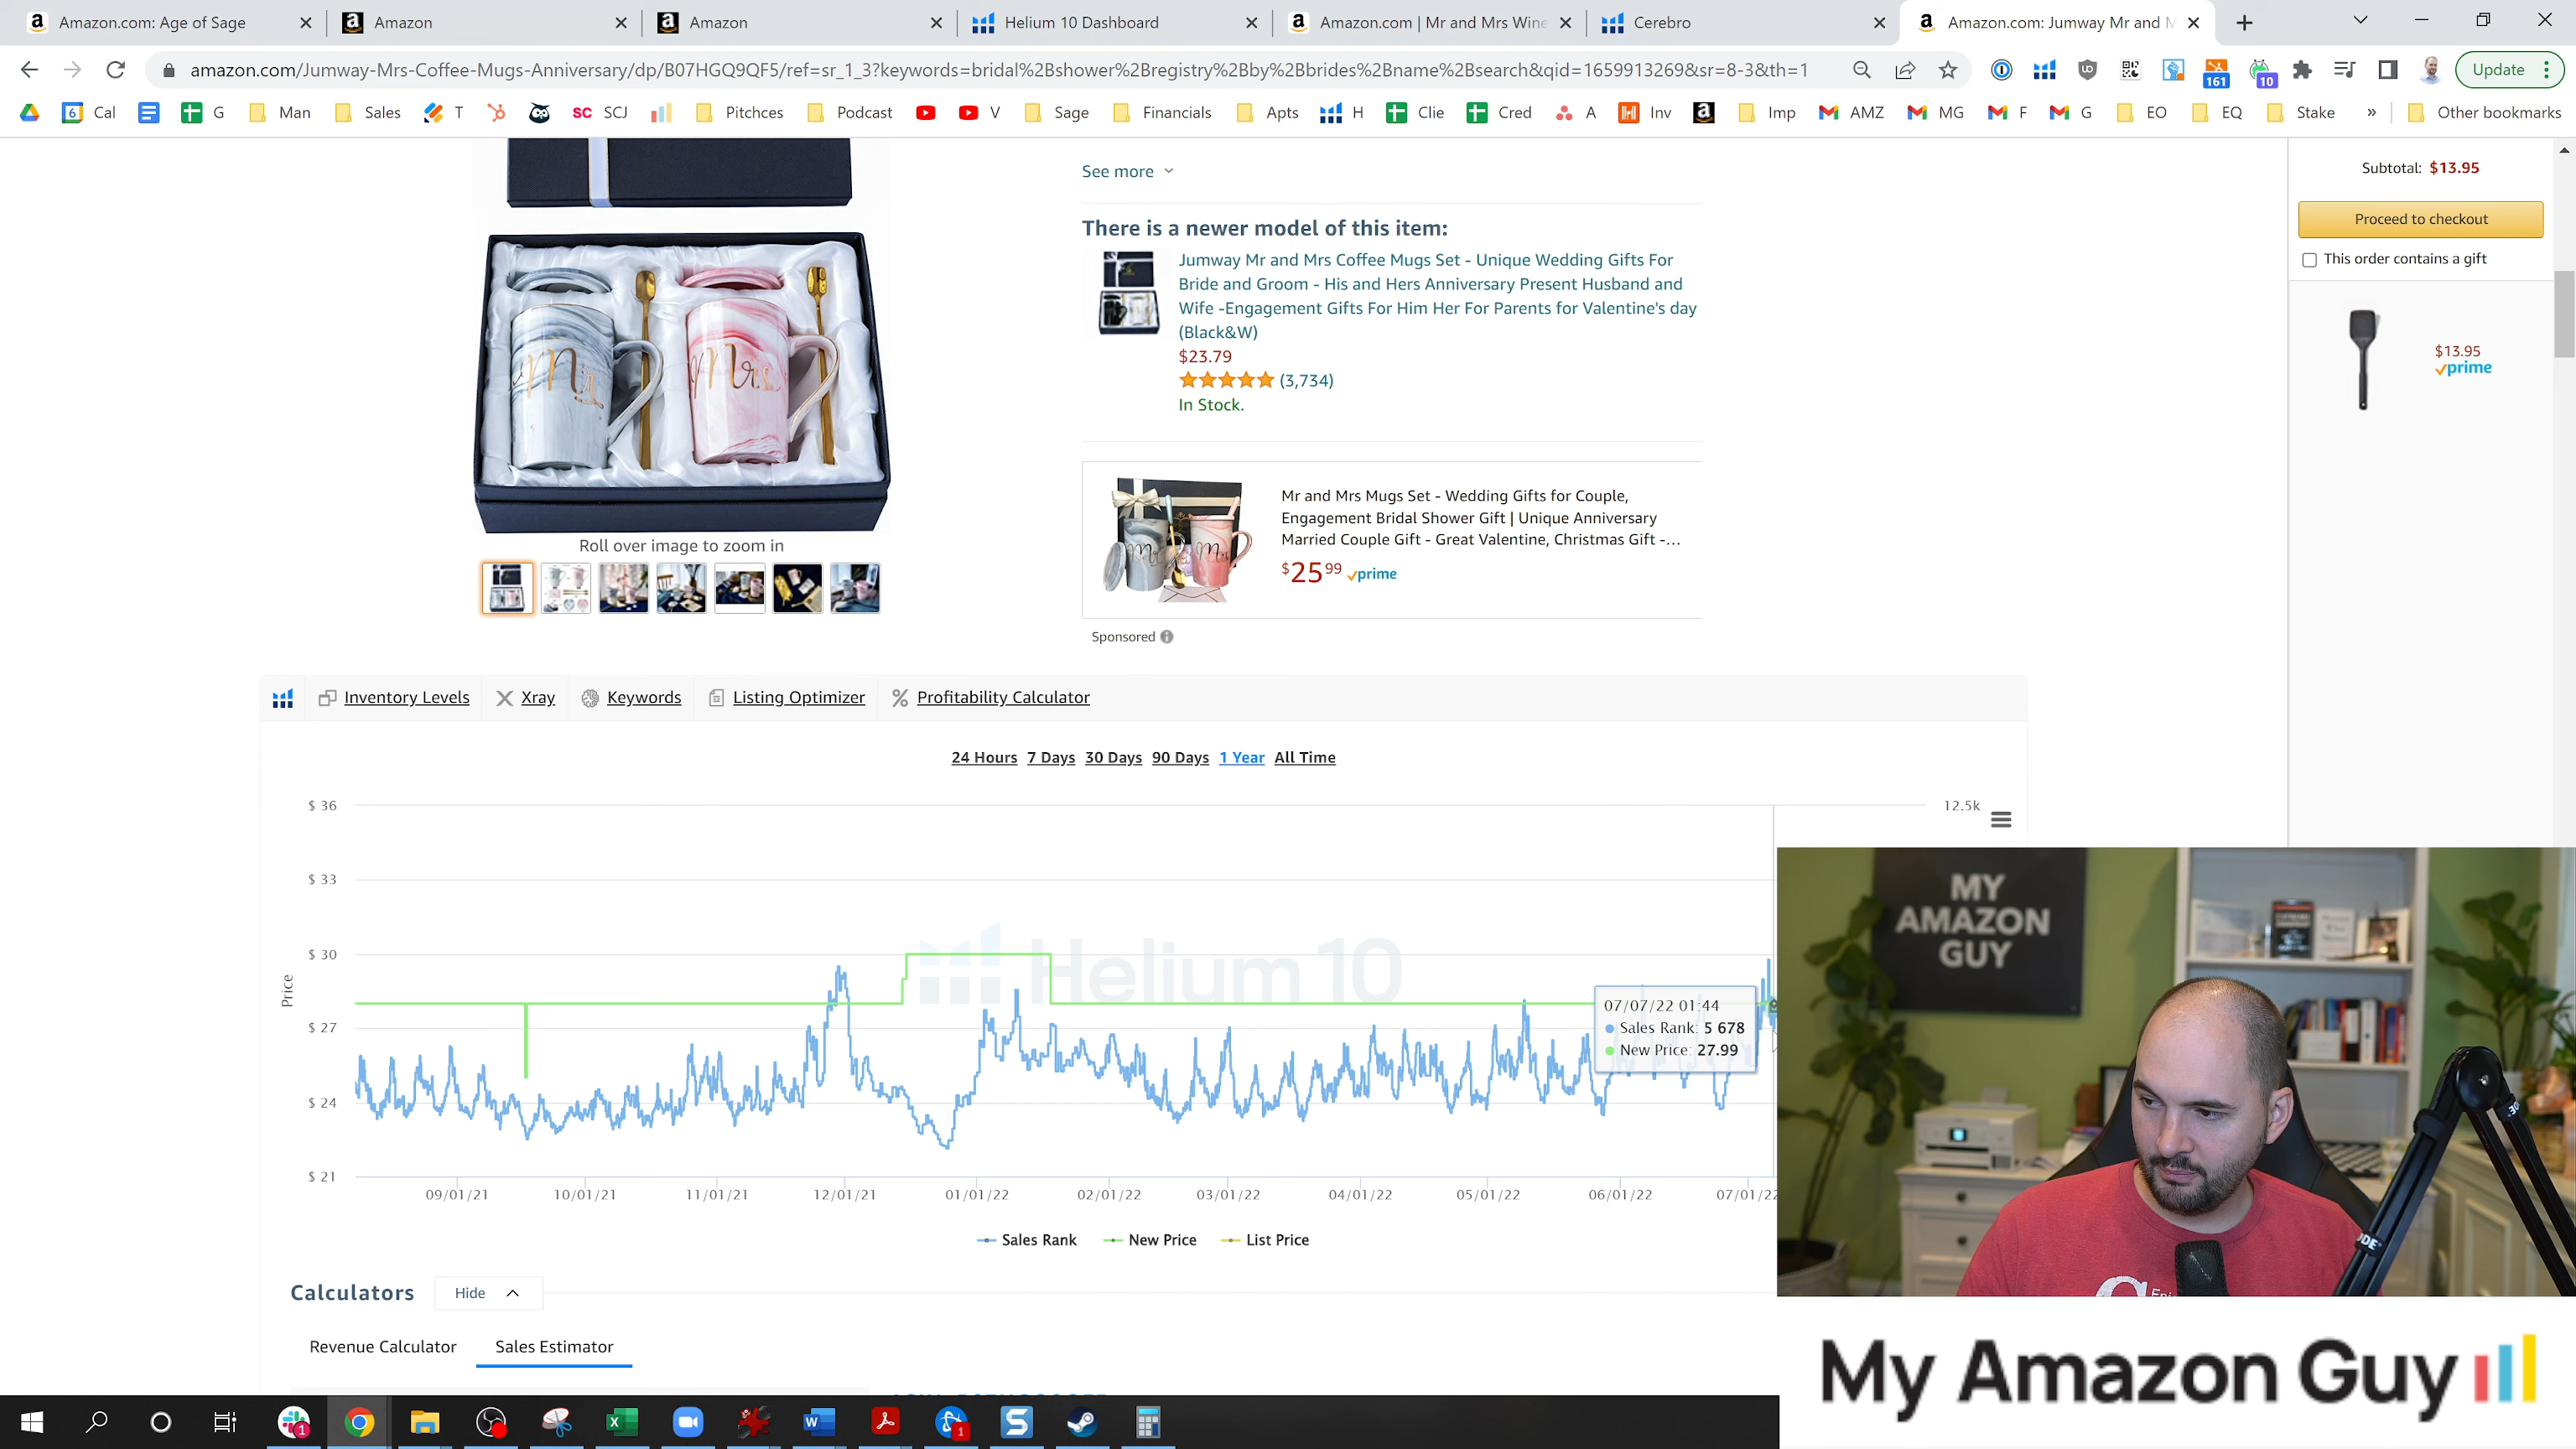 Amazon.com: Age of Sage
Amazon
Amazon
Helium 10 Dashboard
Amazon.com | Mr and Mrs Wine
Cerebro
Amazon.com: Jumway Mr and M
amazon.com/Jumway-Mrs-Coffee-Mugs-Anniversary/dp/B07HGQ9QF5/ref=sr_1_3?keywords=bridal%2Bshower%2Bregistry%2Bby%2Bbrides%2Bname%2Bsearch&qid=1659913269&sr=8-3&th=1
161
10
Update
6 Cal
G
Man
Sales
T
SC SCJ
Pitchces
Podcast
V
Sage
Financials
Apts
H
Clie
Cred
A
Inv
Imp
AMZ
MG
F
G
EO
EQ
Stake
»
Other bookmarks
See more
There is a newer model of this item:
Jumway Mr and Mrs Coffee Mugs Set - Unique Wedding Gifts For
Bride and Groom - His and Hers Anniversary Present Husband and
Wife -Engagement Gifts For Him Her For Parents for Valentine's day
(Black&W)
$23.79
(3,734)
In Stock.
Mr
Mrs
Roll over image to zoom in
Mr and Mrs Mugs Set - Wedding Gifts for Couple,
Engagement Bridal Shower Gift | Unique Anniversary
Married Couple Gift - Great Valentine, Christmas Gift -...
$25 99 prime
Sponsored
Subtotal: $13.95
Proceed to checkout
This order contains a gift
$13.95
prime
Inventory Levels
Xray
Keywords
Listing Optimizer
Profitability Calculator
24 Hours 7 Days 30 Days 90 Days 1 Year All Time
$ 36
12.5k
$ 33
$ 30
$ 27
$ 24
$ 21
Price
Helium 10
07/07/22 01:44
Sales Rank: 5 678
New Price: 27.99
09/01/21
10/01/21
11/01/21
12/01/21
01/01/22
02/01/22
03/01/22
04/01/22
05/01/22
06/01/22
07/01/22
Sales Rank
New Price
List Price
Calculators
Hide
Revenue Calculator
Sales Estimator
MY
AMAZON
GUY
My Amazon Guy
1
1